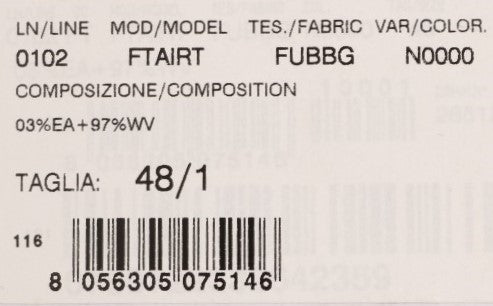 LN/LINE MOD/MODEL TES./FABRIC VAR/COLOR.
0102 FTAIRT FUBBG N0000
COMPOSIZIONE/COMPOSITION
03%EA+97%WV
TAGLIA: 48/1
116
8 056305 075146